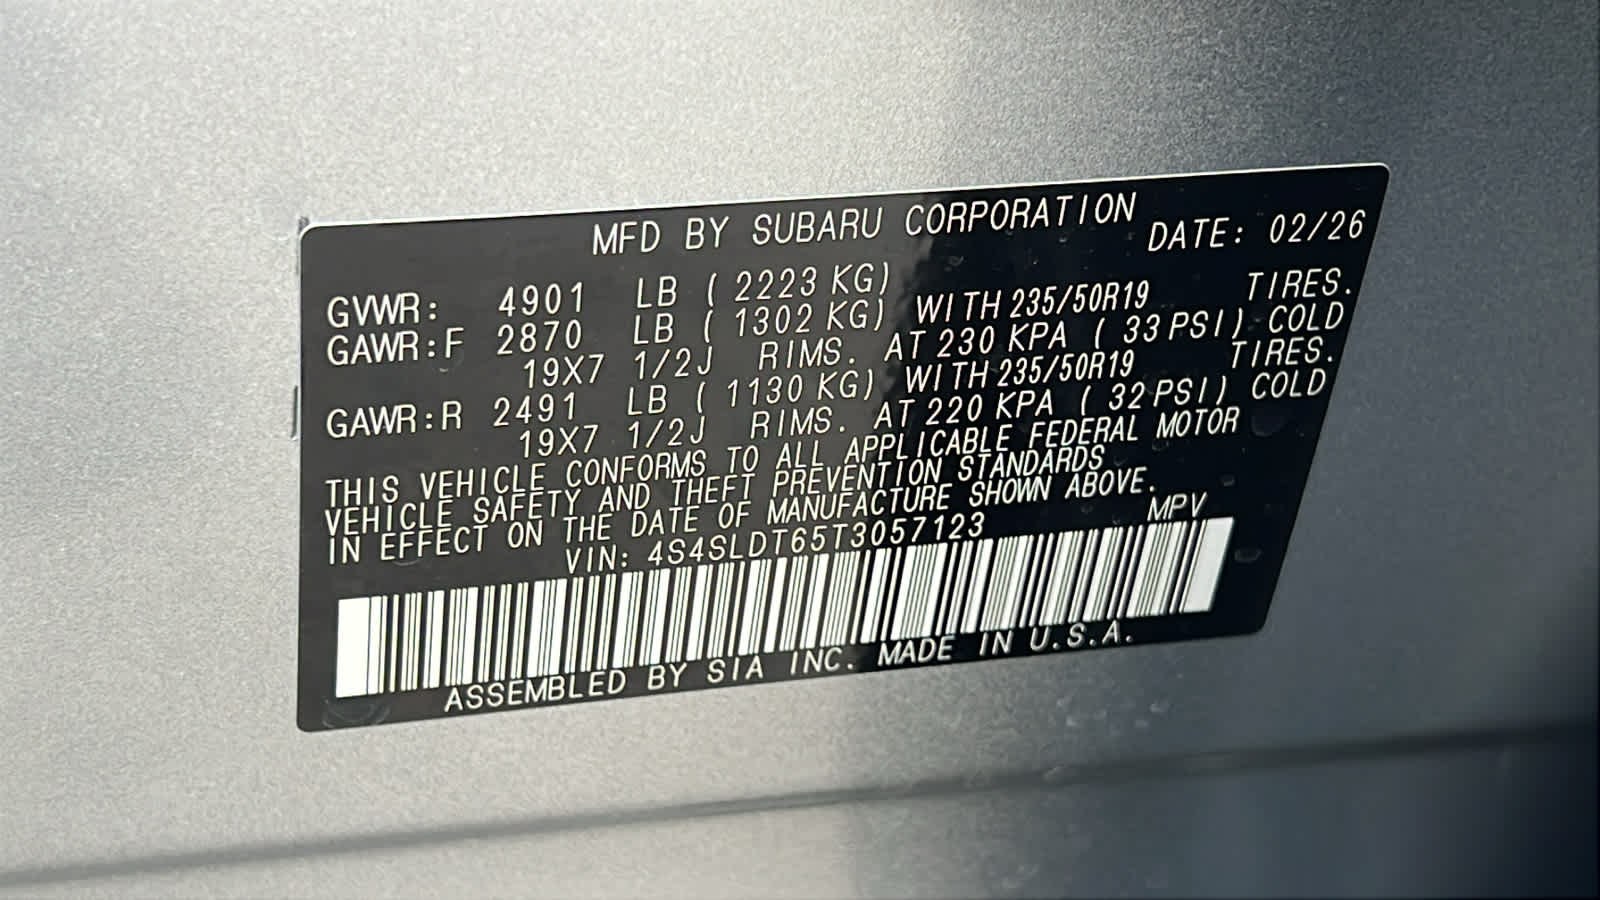 MFD BY SUBARU CORPORATION DATE: 02/26
GVWR: 4901 LB ( 2223 KG)
GAWR:F 2870 LB ( 1302 KG) WITH 235/50R19 TIRES.
19X7 1/2J RIMS. AT 230 KPA ( 33 PSI) COLD
GAWR:R 2491 LB ( 1130 KG) WITH 235/50R19 TIRES.
19X7 1/2J RIMS. AT 220 KPA ( 32 PSI) COLD
THIS VEHICLE CONFORMS TO ALL APPLICABLE FEDERAL MOTOR
VEHICLE SAFETY AND THEFT PREVENTION STANDARDS
IN EFFECT ON THE DATE OF MANUFACTURE SHOWN ABOVE.
VIN: 4S4SLDT65T3057123 MPV
ASSEMBLED BY SIA INC. MADE IN U.S.A.